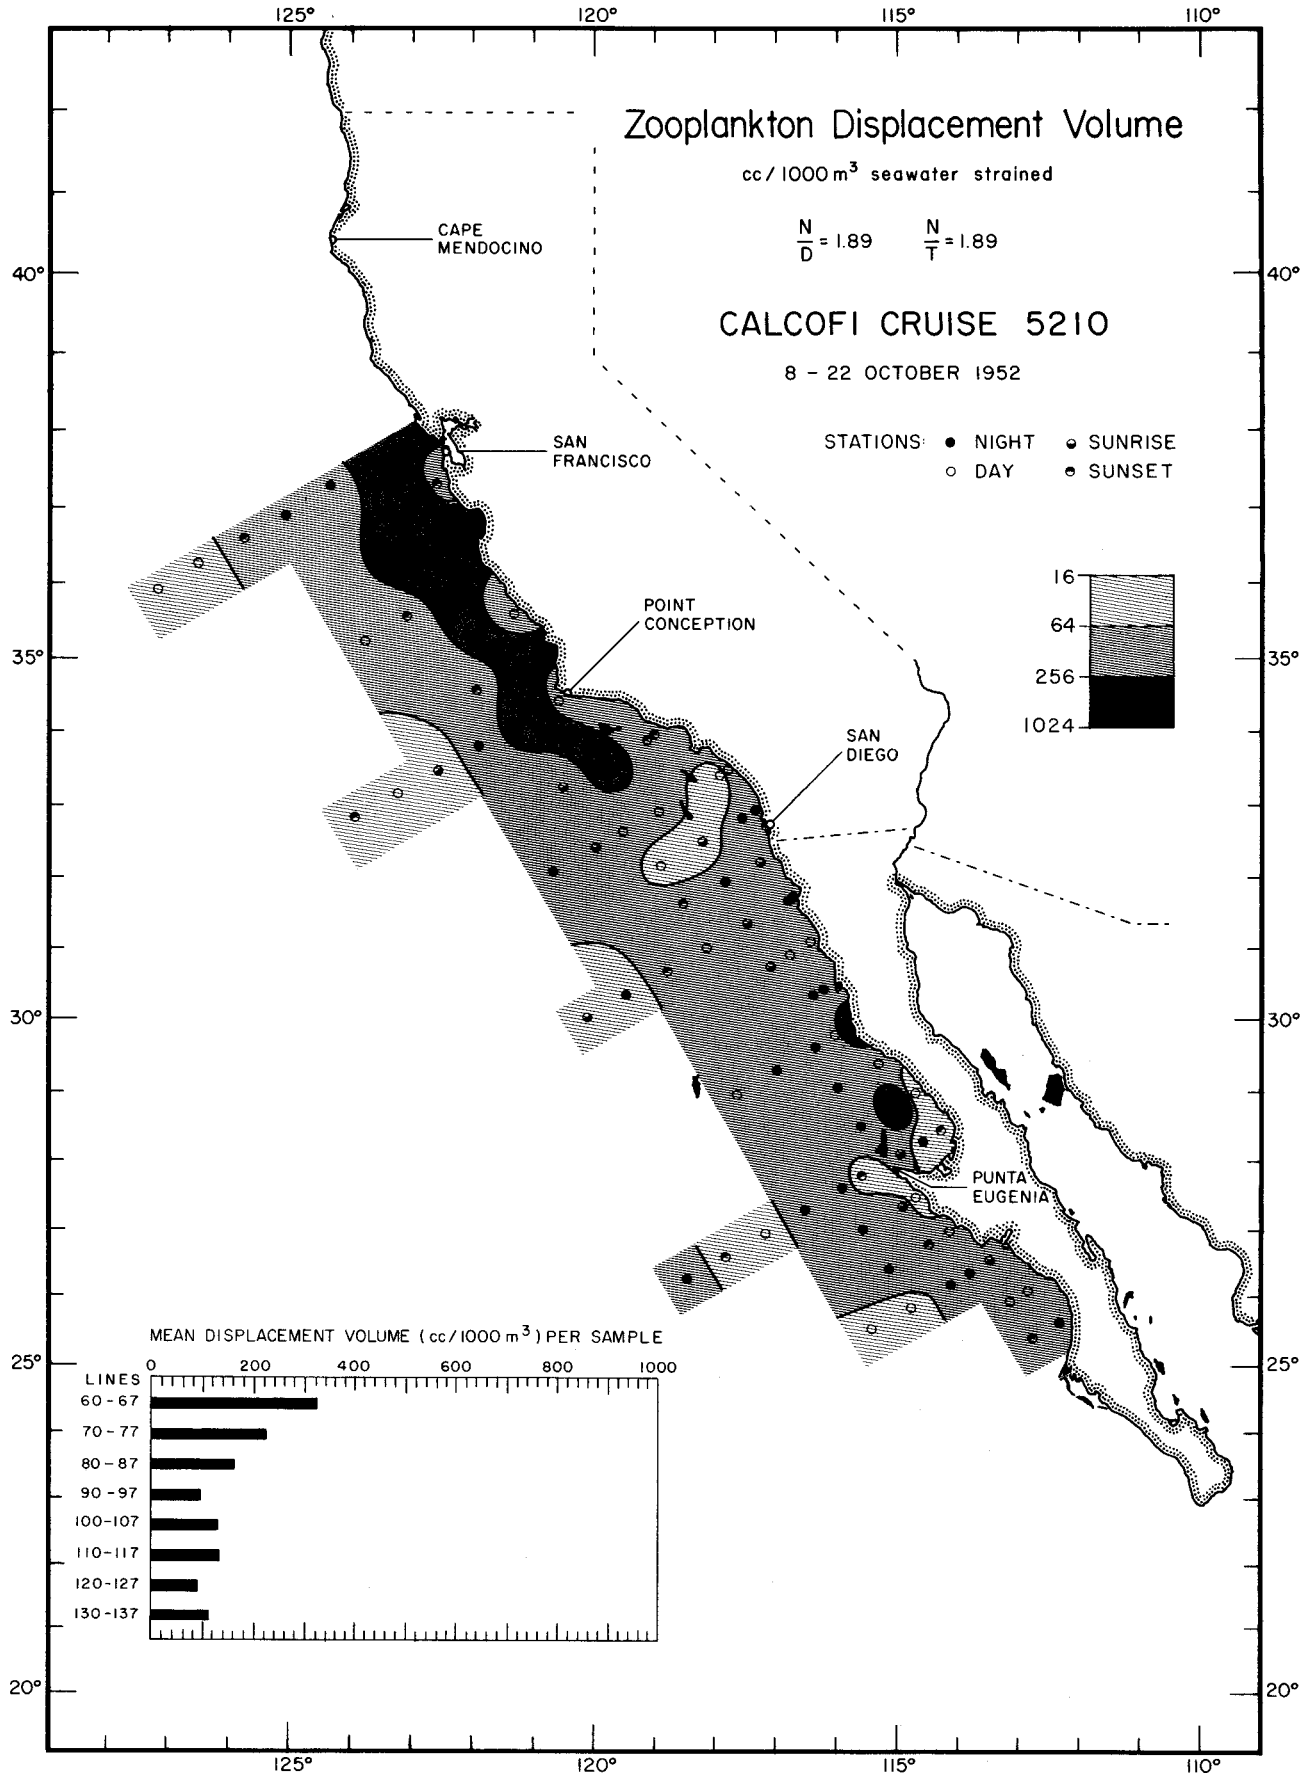 125° 120° 115° 110°
Zooplankton Displacement Volume
cc/1000 m³ seawater strained
N/D = 1.89 N/T = 1.89
CAPE
MENDOCINO
40° 40°
CALCOFI CRUISE 5210
8 – 22 OCTOBER 1952
STATIONS: NIGHT SUNRISE
DAY SUNSET
SAN
FRANCISCO
16
64
256
1024
POINT
CONCEPTION
35° 35°
SAN
DIEGO
30° 30°
PUNTA
EUGENIA
MEAN DISPLACEMENT VOLUME (cc/1000 m³) PER SAMPLE
0 200 400 600 800 1000
25° 25°
LINES
60-67
70-77
80-87
90-97
100-107
110-117
120-127
130-137
20° 20°
125° 120° 115° 110°